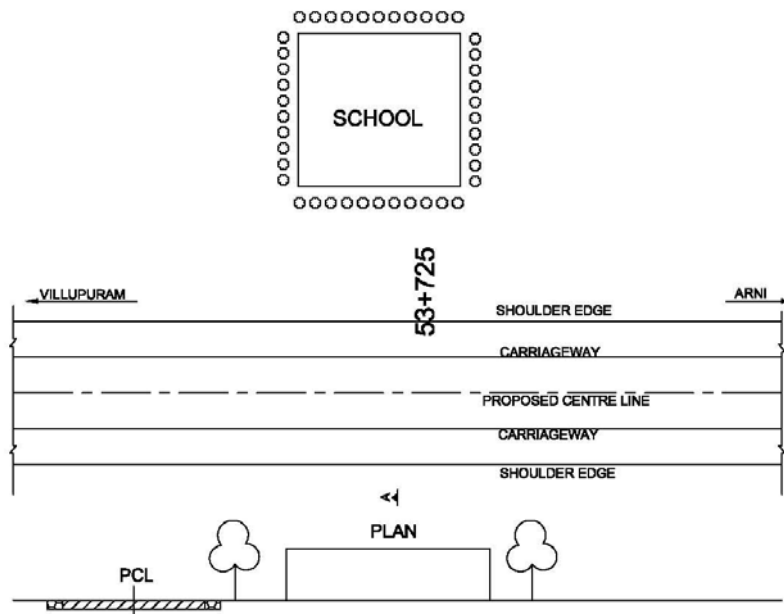 SCHOOL
53+725
VILLUPURAM
ARNI
SHOULDER EDGE
CARRIAGEWAY
PROPOSED CENTRE LINE
CARRIAGEWAY
SHOULDER EDGE
A
PLAN
PCL